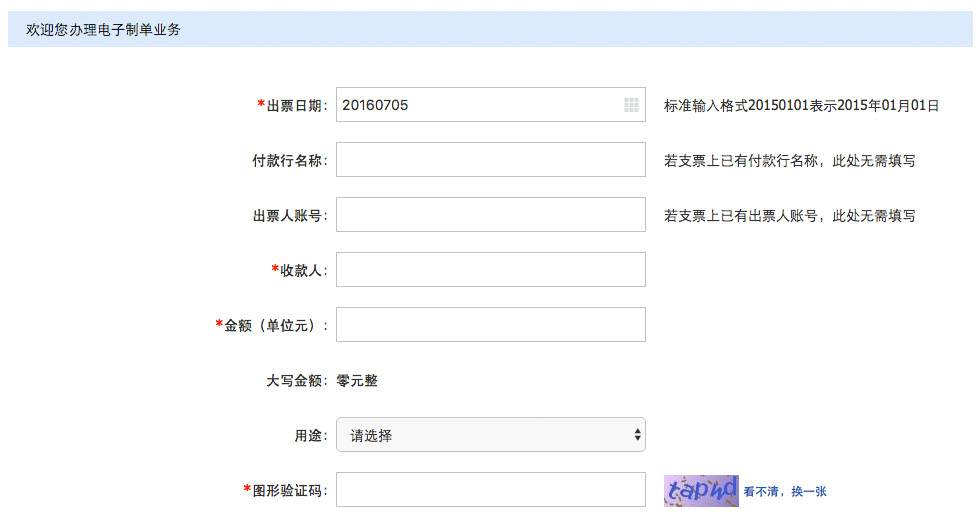 欢迎您办理电子制单业务
*出票日期： 20160705 标准输入格式20150101表示2015年01月01日
付款行名称： 若支票上已有付款行名称，此处无需填写
出票人账号： 若支票上已有出票人账号，此处无需填写
*收款人：
*金额（单位元）：
大写金额： 零元整
用途： 请选择
*图形验证码： tapwd 看不清，换一张